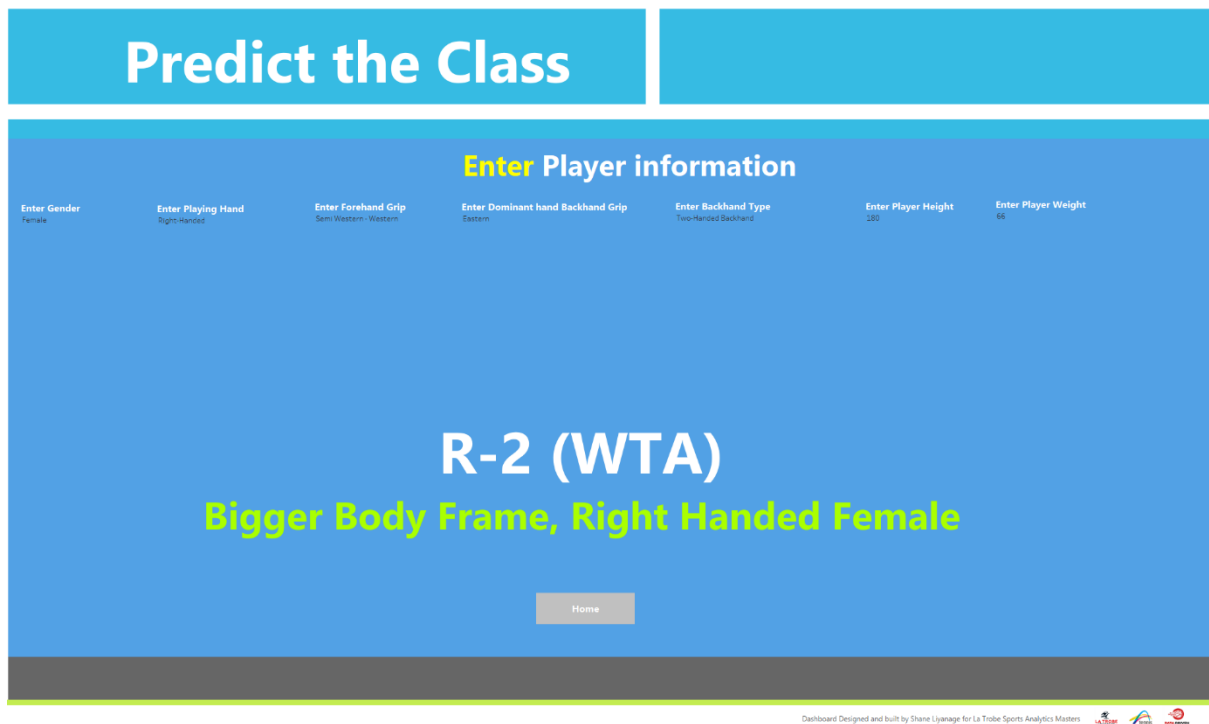 Predict the Class
Enter Player information
Enter Gender
Female
Enter Playing Hand
Right-Handed
Enter Forehand Grip
Semi Western - Western
Enter Dominant hand Backhand Grip
Eastern
Enter Backhand Type
Two-Handed Backhand
Enter Player Height
180
Enter Player Weight
66
R-2 (WTA)
Bigger Body Frame, Right Handed Female
Home
Dashboard Designed and built by Shane Liyanage for La Trobe Sports Analytics Masters
LA TROBE